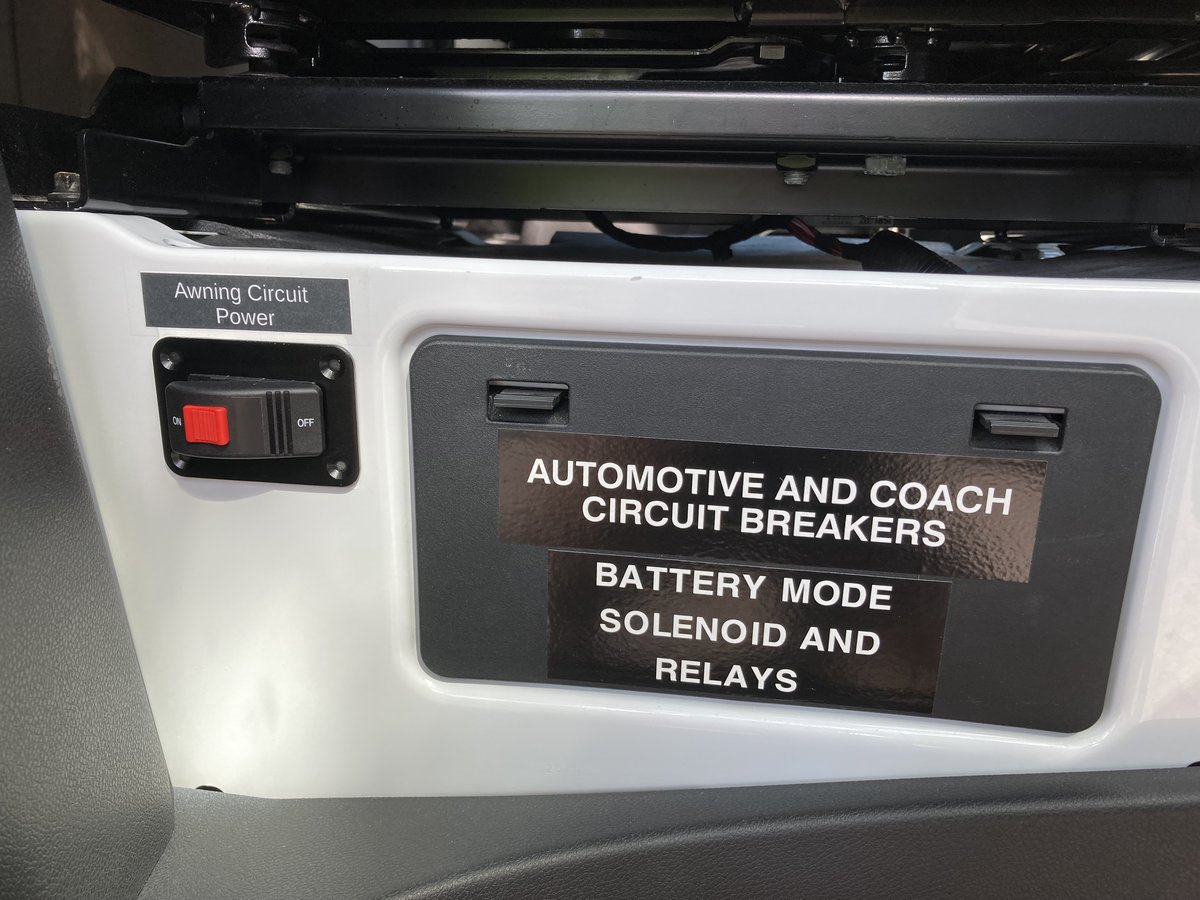 Awning Circuit
Power
ON
OFF
AUTOMOTIVE AND COACH
CIRCUIT BREAKERS
BATTERY MODE
SOLENOID AND
RELAYS